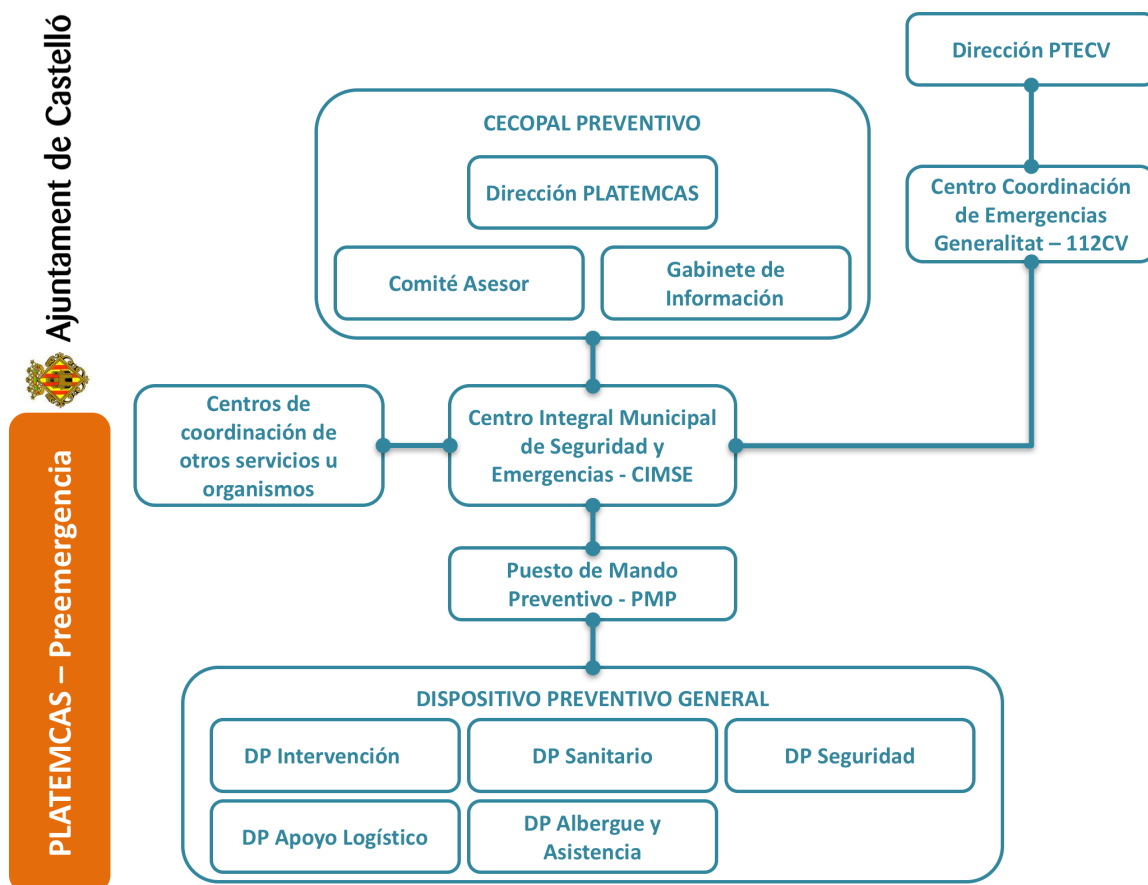 Ajuntament de Castelló
PLATEMCAS – Preemergencia
Dirección PTECV
CECOPAL PREVENTIVO
Dirección PLATEMCAS
Comité Asesor
Gabinete de
Información
Centro Coordinación
de Emergencias
Generalitat – 112CV
Centros de
coordinación de
otros servicios u
organismos
Centro Integral Municipal
de Seguridad y
Emergencias - CIMSE
Puesto de Mando
Preventivo - PMP
DISPOSITIVO PREVENTIVO GENERAL
DP Intervención
DP Sanitario
DP Seguridad
DP Apoyo Logístico
DP Albergue y
Asistencia